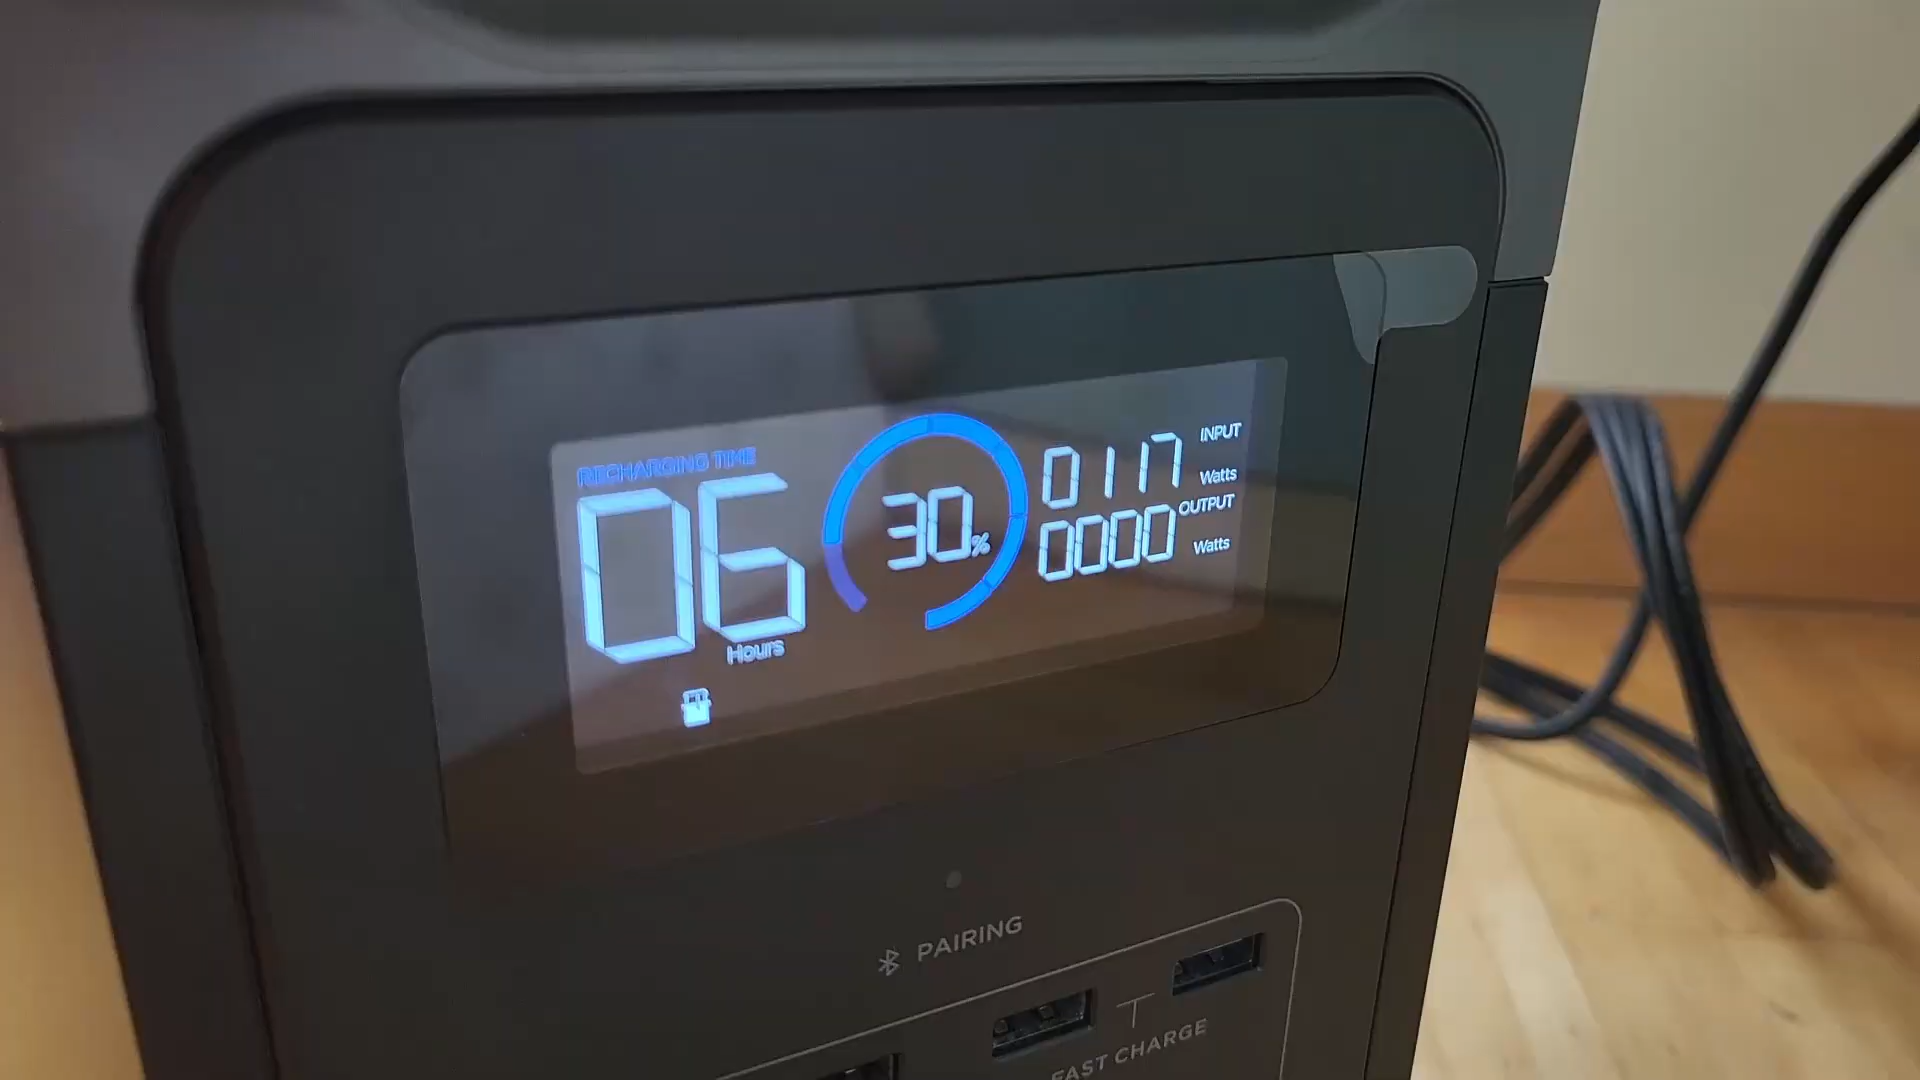 RECHARGING TIME
06
Hours
30%
0117 INPUT
Watts
0000 OUTPUT
Watts
PAIRING
FAST CHARGE